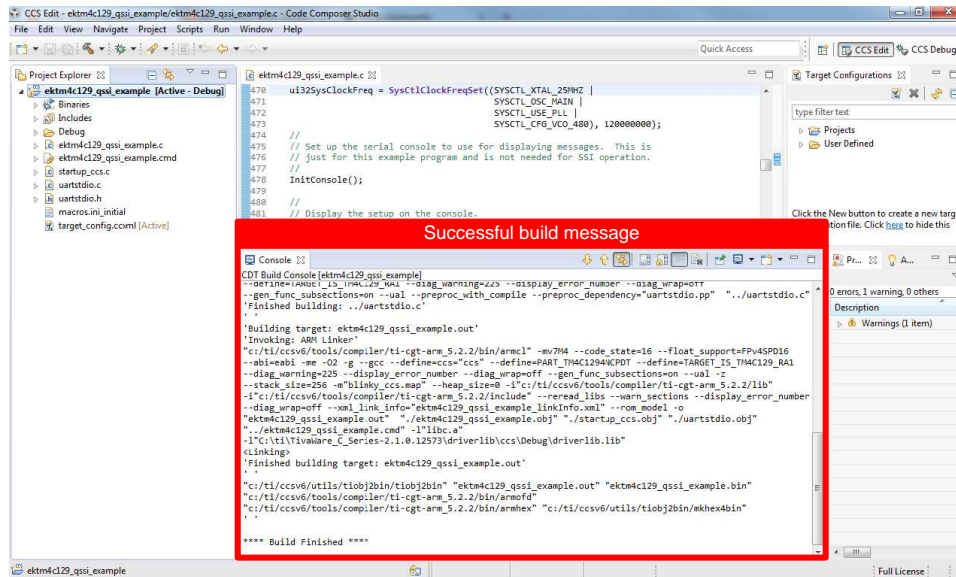 CCS Edit - ektm4c129_qssi_example/ektm4c129_qssi_example.c - Code Composer Studio
File Edit View Navigate Project Scripts Run Window Help
Quick Access
CCS Edit
CCS Debug
Project Explorer
ektm4c129_qssi_example [Active - Debug]
Binaries
Includes
Debug
ektm4c129_qssi_example.c
ektm4c129_qssi_example.cmd
startup_ccs.c
uartstdio.c
uartstdio.h
macros.ini_initial
target_config.ccxml [Active]
ektm4c129_qssi_example.c
470 ui32SysClockFreq = SysCtlClockFreqSet((SYSCTL_XTAL_25MHZ |
471 SYSCTL_OSC_MAIN |
472 SYSCTL_USE_PLL |
473 SYSCTL_CFG_VCO_480), 120000000);
474 //
475 // Set up the serial console to use for displaying messages. This is
476 // just for this example program and is not needed for SSI operation.
477 //
478 InitConsole();
479
480 //
481 // Display the setup on the console.
Target Configurations
type filter text
Projects
User Defined
Click the New button to create a new targ
tion file. Click here to hide this
Successful build message
Console
CDT Build Console [ektm4c129_qssi_example]
--define=TARGET_IS_TM4C129_RA1 --diag_warning=225 --display_error_number --diag_wrap=off
--gen_func_subsections=on --ual --preproc_with_compile --preproc_dependency="uartstdio.pp" "../uartstdio.c"
'Finished building: ../uartstdio.c'
' '
'Building target: ektm4c129_qssi_example.out'
'Invoking: ARM Linker'
"c:/ti/ccsv6/tools/compiler/ti-cgt-arm_5.2.2/bin/armcl" -mv7M4 --code_state=16 --float_support=FPv4SPD16
--abi=eabi -me -O2 -g --gcc --define=ccs="ccs" --define=PART_TM4C1294NCPDT --define=TARGET_IS_TM4C129_RA1
--diag_warning=225 --display_error_number --diag_wrap=off --gen_func_subsections=on --ual -z
--stack_size=256 -m"blinky_ccs.map" --heap_size=0 -i"c:/ti/ccsv6/tools/compiler/ti-cgt-arm_5.2.2/lib"
-i"c:/ti/ccsv6/tools/compiler/ti-cgt-arm_5.2.2/include" --reread_libs --warn_sections --display_error_number
--diag_wrap=off --xml_link_info="ektm4c129_qssi_example_linkInfo.xml" --rom_model -o
"ektm4c129_qssi_example.out" "./ektm4c129_qssi_example.obj" "./startup_ccs.obj" "./uartstdio.obj"
"../ektm4c129_qssi_example.cmd" -l"libc.a"
-l"C:\ti\TivaWare_C_Series-2.1.0.12573\driverlib\ccs\Debug\driverlib.lib"
<Linking>
'Finished building target: ektm4c129_qssi_example.out'
' '
"c:/ti/ccsv6/utils/tiobj2bin/tiobj2bin" "ektm4c129_qssi_example.out" "ektm4c129_qssi_example.bin"
"c:/ti/ccsv6/tools/compiler/ti-cgt-arm_5.2.2/bin/armofd"
"c:/ti/ccsv6/tools/compiler/ti-cgt-arm_5.2.2/bin/armhex" "c:/ti/ccsv6/utils/tiobj2bin/mkhex4bin"
' '
**** Build Finished ****
Pr...
A...
0 errors, 1 warning, 0 others
Description
Warnings (1 item)
ektm4c129_qssi_example
Full License